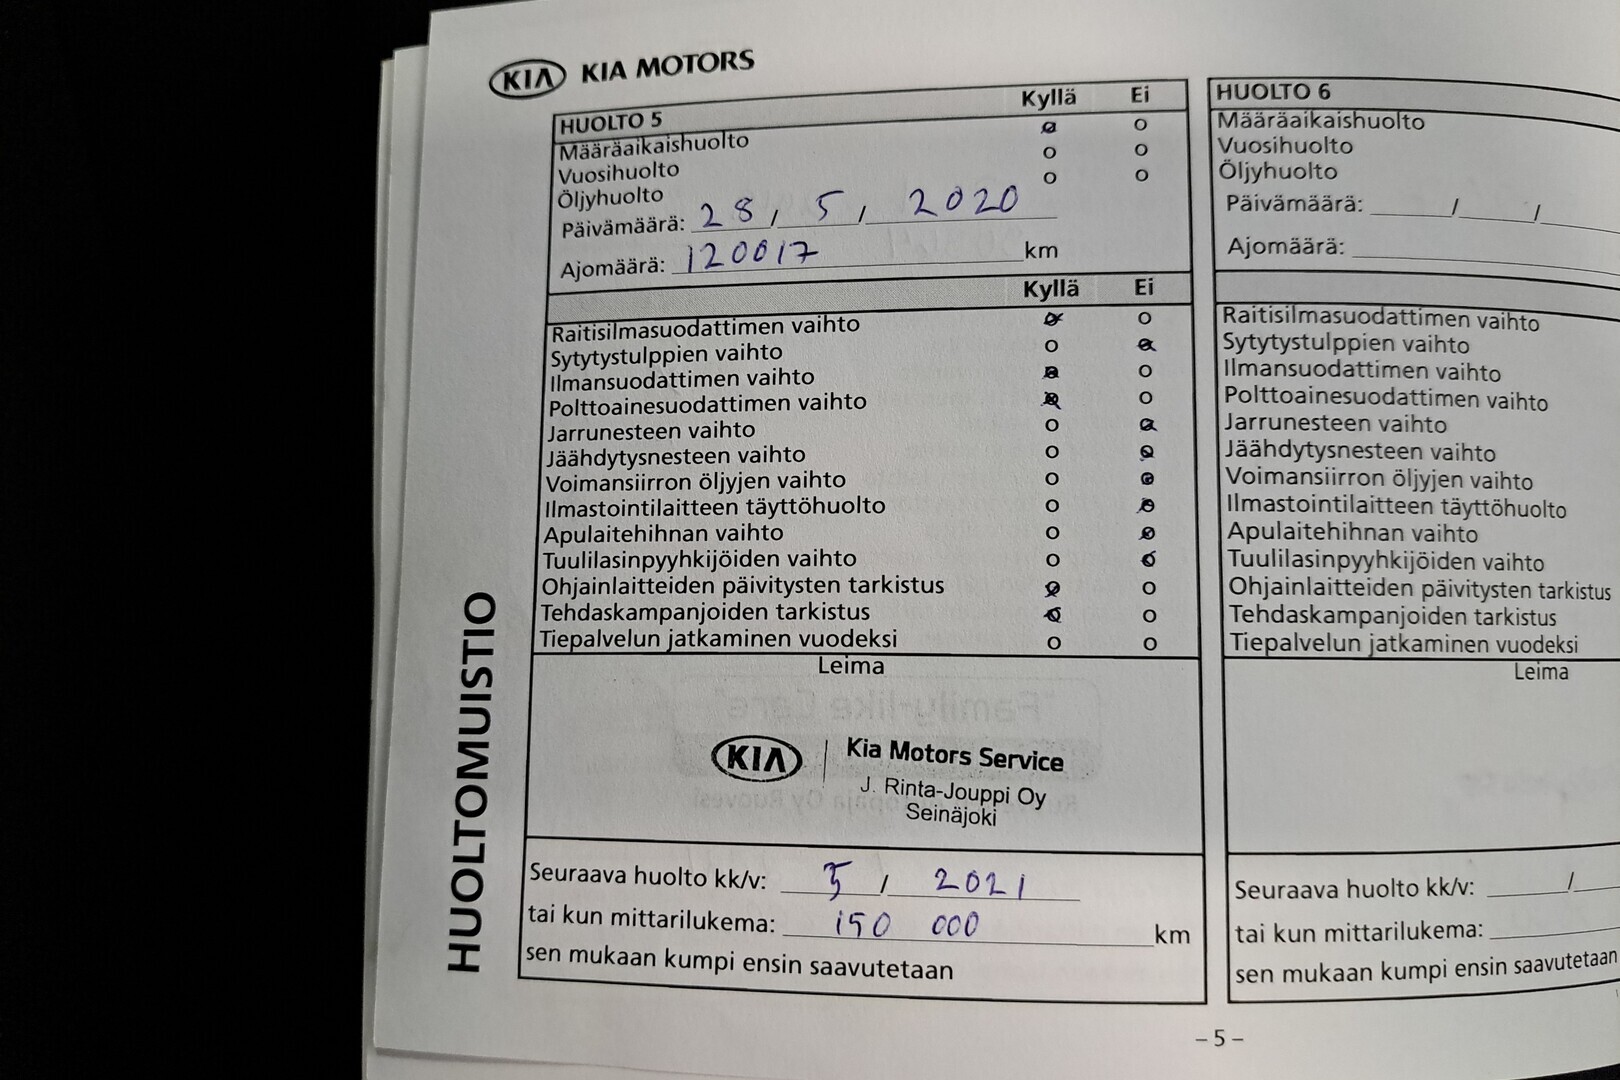 KIA KIA MOTORS
HUOLTO 5 Kyllä Ei
Määräaikaishuolto
Vuosihuolto
Öljyhuolto
Päivämäärä: 28 / 5 / 2020
Ajomäärä: 120017 km
Kyllä Ei
Raitisilmasuodattimen vaihto
Sytytystulppien vaihto
Ilmansuodattimen vaihto
Polttoainesuodattimen vaihto
Jarrunesteen vaihto
Jäähdytysnesteen vaihto
Voimansiirron öljyjen vaihto
Ilmastointilaitteen täyttöhuolto
Apulaitehihnan vaihto
Tuulilasinpyyhkijöiden vaihto
Ohjainlaitteiden päivitysten tarkistus
Tehdaskampanjoiden tarkistus
Tiepalvelun jatkaminen vuodeksi
Leima
KIA Kia Motors Service
J. Rinta-Jouppi Oy
Seinäjoki
Seuraava huolto kk/v: 5 / 2021
tai kun mittarilukema: 150 000 km
sen mukaan kumpi ensin saavutetaan
HUOLTOMUISTIO
HUOLTO 6
Määräaikaishuolto
Vuosihuolto
Öljyhuolto
Päivämäärä: / /
Ajomäärä:
Raitisilmasuodattimen vaihto
Sytytystulppien vaihto
Ilmansuodattimen vaihto
Polttoainesuodattimen vaihto
Jarrunesteen vaihto
Jäähdytysnesteen vaihto
Voimansiirron öljyjen vaihto
Ilmastointilaitteen täyttöhuolto
Apulaitehihnan vaihto
Tuulilasinpyyhkijöiden vaihto
Ohjainlaitteiden päivitysten tarkistus
Tehdaskampanjoiden tarkistus
Tiepalvelun jatkaminen vuodeksi
Leima
Seuraava huolto kk/v: /
tai kun mittarilukema:
sen mukaan kumpi ensin saavutetaan
– 5 –